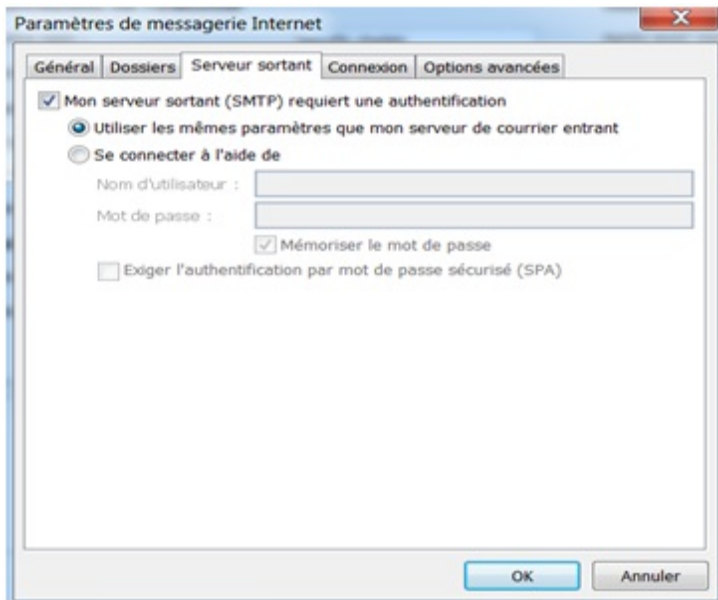 Paramètres de messagerie Internet
Général Dossiers Serveur sortant Connexion Options avancées
Mon serveur sortant (SMTP) requiert une authentification
Utiliser les mêmes paramètres que mon serveur de courrier entrant
Se connecter à l'aide de
Nom d'utilisateur :
Mot de passe :
Mémoriser le mot de passe
Exiger l'authentification par mot de passe sécurisé (SPA)
OK Annuler